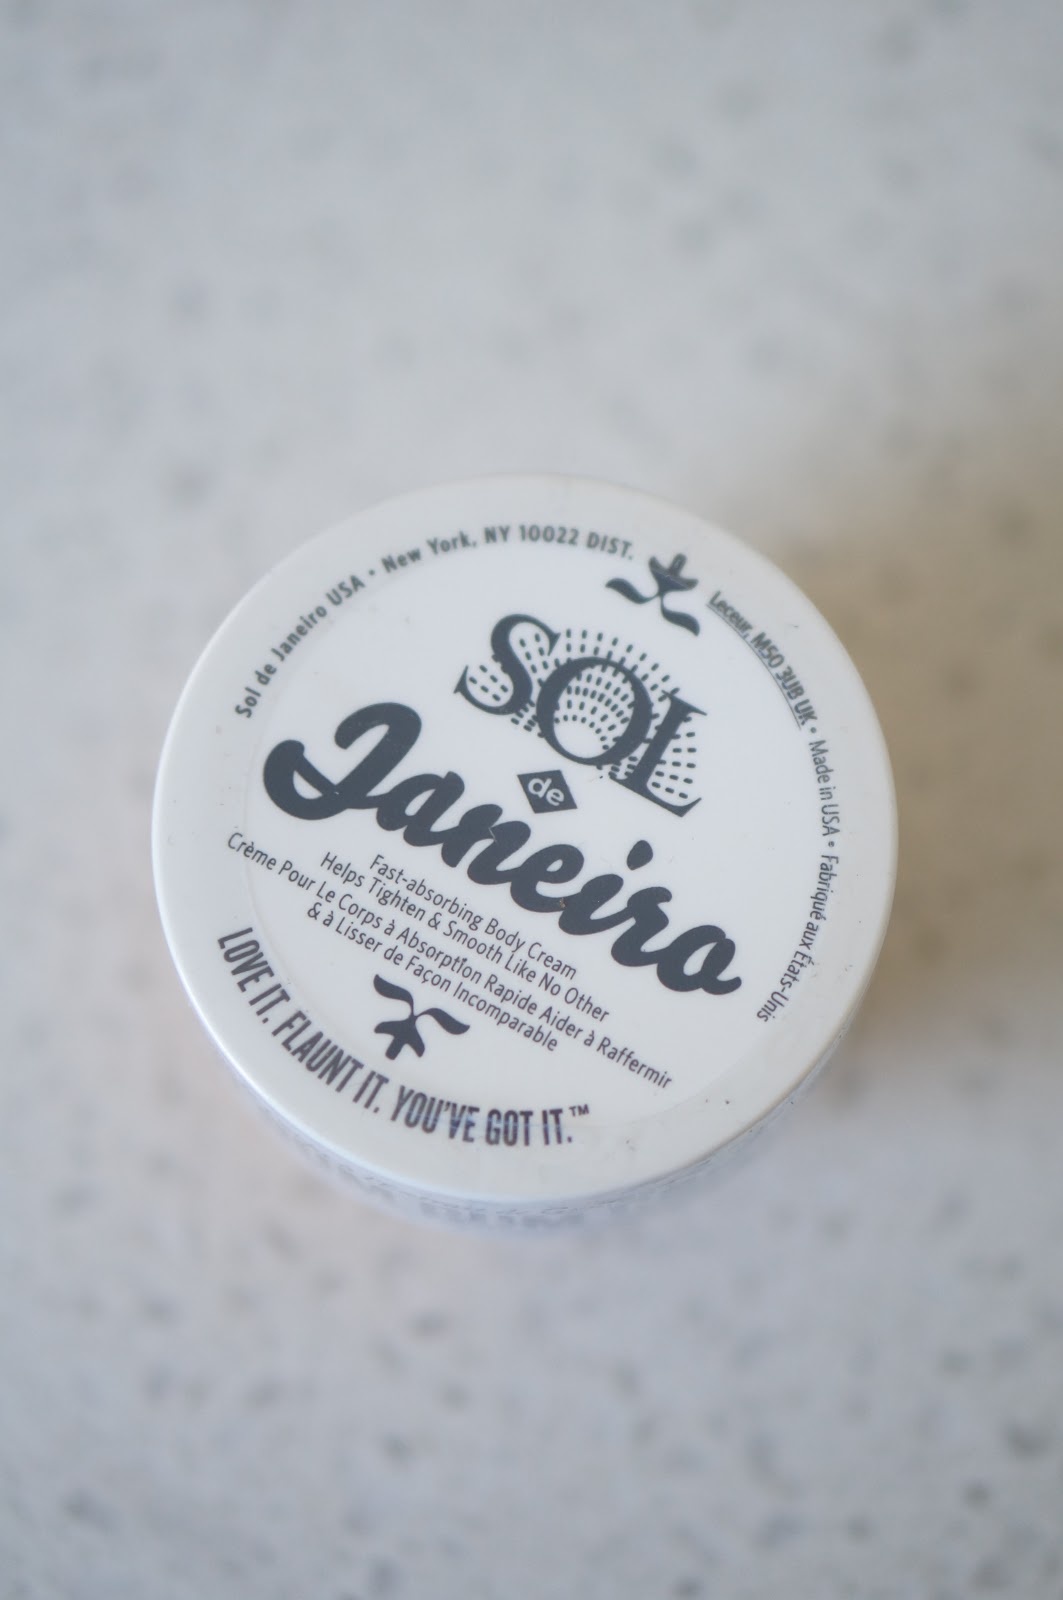 Sol de Janeiro USA • New York, NY 10022 DIST.
Leceur, M50 3UB UK • Made in USA • Fabriqué aux États-Unis
SOL
de
Janeiro
Fast-absorbing Body Cream
Helps Tighten & Smooth Like No Other
Crème Pour Le Corps à Absorption Rapide Aider à Raffermir
& à Lisser de Façon Incomparable
LOVE IT. FLAUNT IT. YOU'VE GOT IT.™